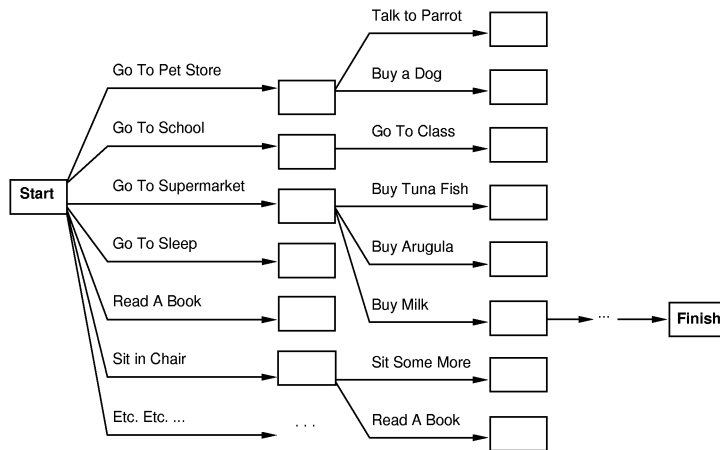 Talk to Parrot
Go To Pet Store
Buy a Dog
Go To School
Go To Class
Start
Go To Supermarket
Buy Tuna Fish
Go To Sleep
Buy Arugula
Read A Book
Buy Milk
...
Finish
Sit in Chair
Sit Some More
Etc. Etc. ...
. . .
Read A Book